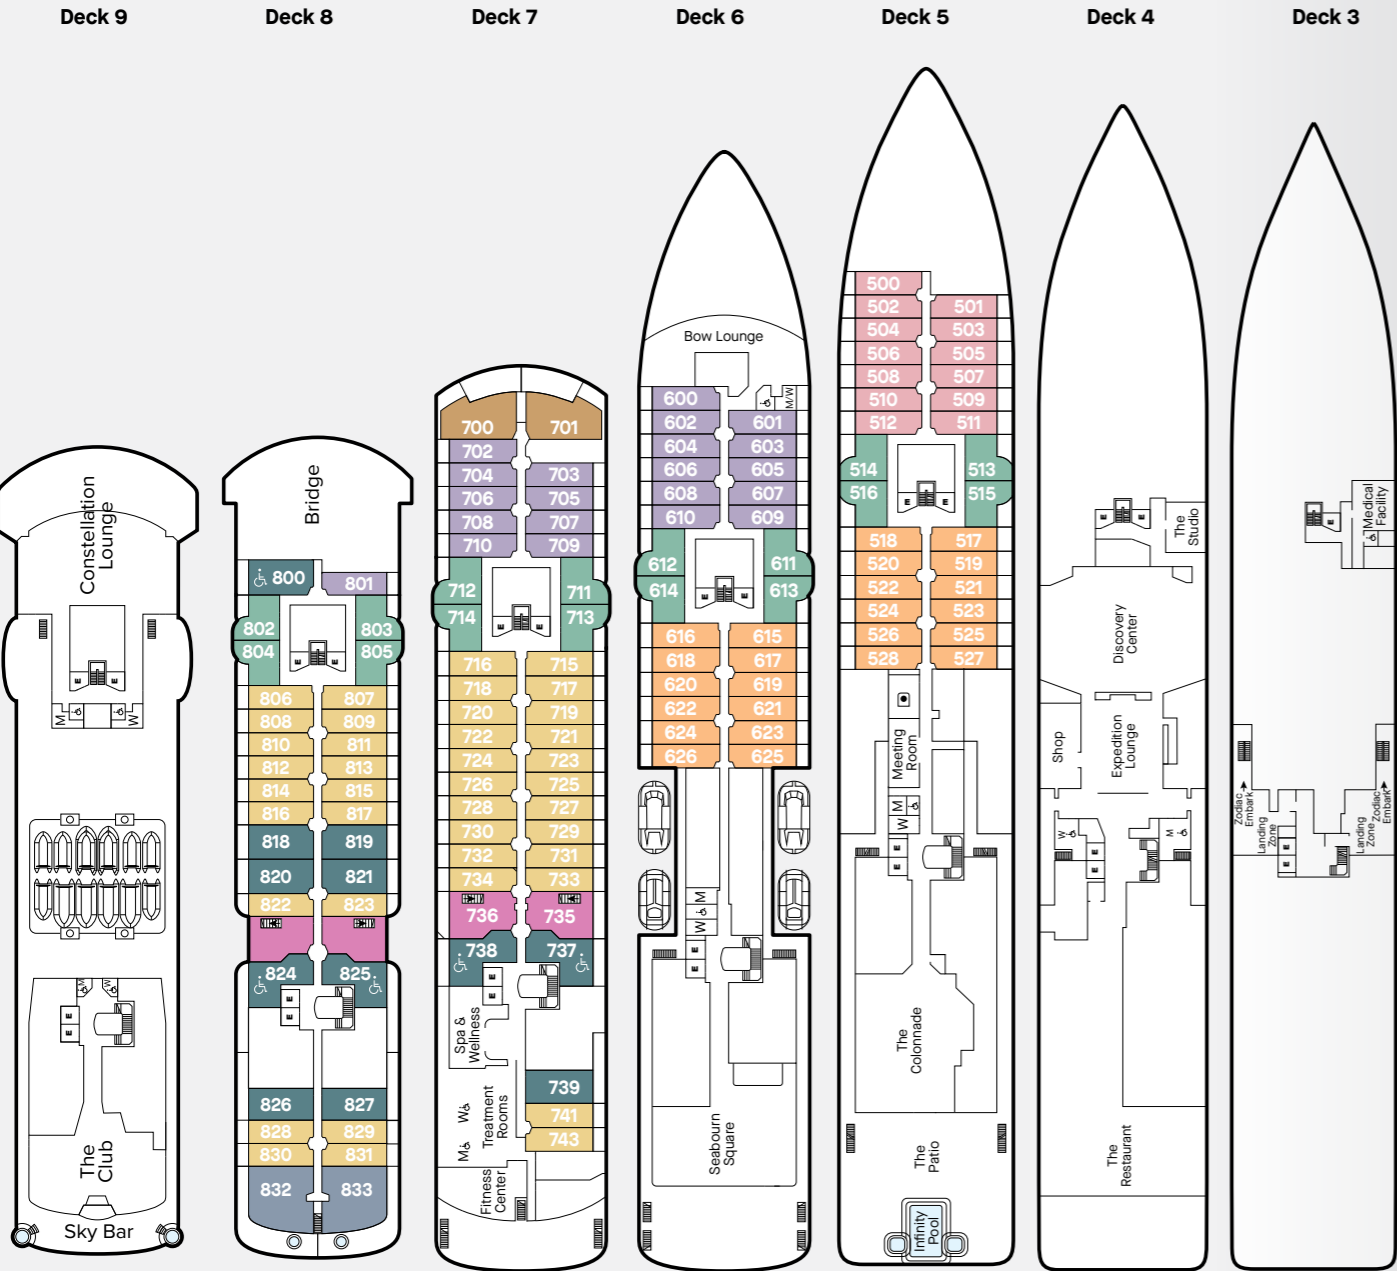 Deck 9
Constellation
Lounge
E
E
M
W
M
W
E
E
The
Club
Sky Bar
Deck 8
Bridge
800
801
802
803
804
805
E
E
806
807
808
809
810
811
812
813
814
815
816
817
818
819
820
821
822
823
824
825
E
E
826
827
828
829
830
831
832
833
Deck 7
700
701
702
704
703
706
705
708
707
710
709
712
711
714
713
E
E
716
715
718
717
720
719
722
721
724
723
726
725
728
727
730
729
732
731
734
733
736
735
738
737
E
E
Spa &
Wellness
739
741
743
W
M
Treatment
Rooms
Fitness
Center
Deck 6
Bow Lounge
M/W
600
602
601
604
603
606
605
608
607
610
609
612
611
614
613
E
E
616
615
618
617
620
619
622
621
624
623
626
625
M
W
E
E
Seabourn
Square
Deck 5
500
502
501
504
503
506
505
508
507
510
509
512
511
514
513
516
515
E
E
518
517
520
519
522
521
524
523
526
525
528
527
Meeting
Room
M
W
E
E
The
Colonnade
The
Patio
Infinity
Pool
Deck 4
E
E
The
Studio
Discovery
Center
Shop
Expedition
Lounge
W
M
E
E
The
Restaurant
Deck 3
E
Medical
Facility
Zodiac
Embark
Landing
Zone
E
E
Landing
Zone
Zodiac
Embark